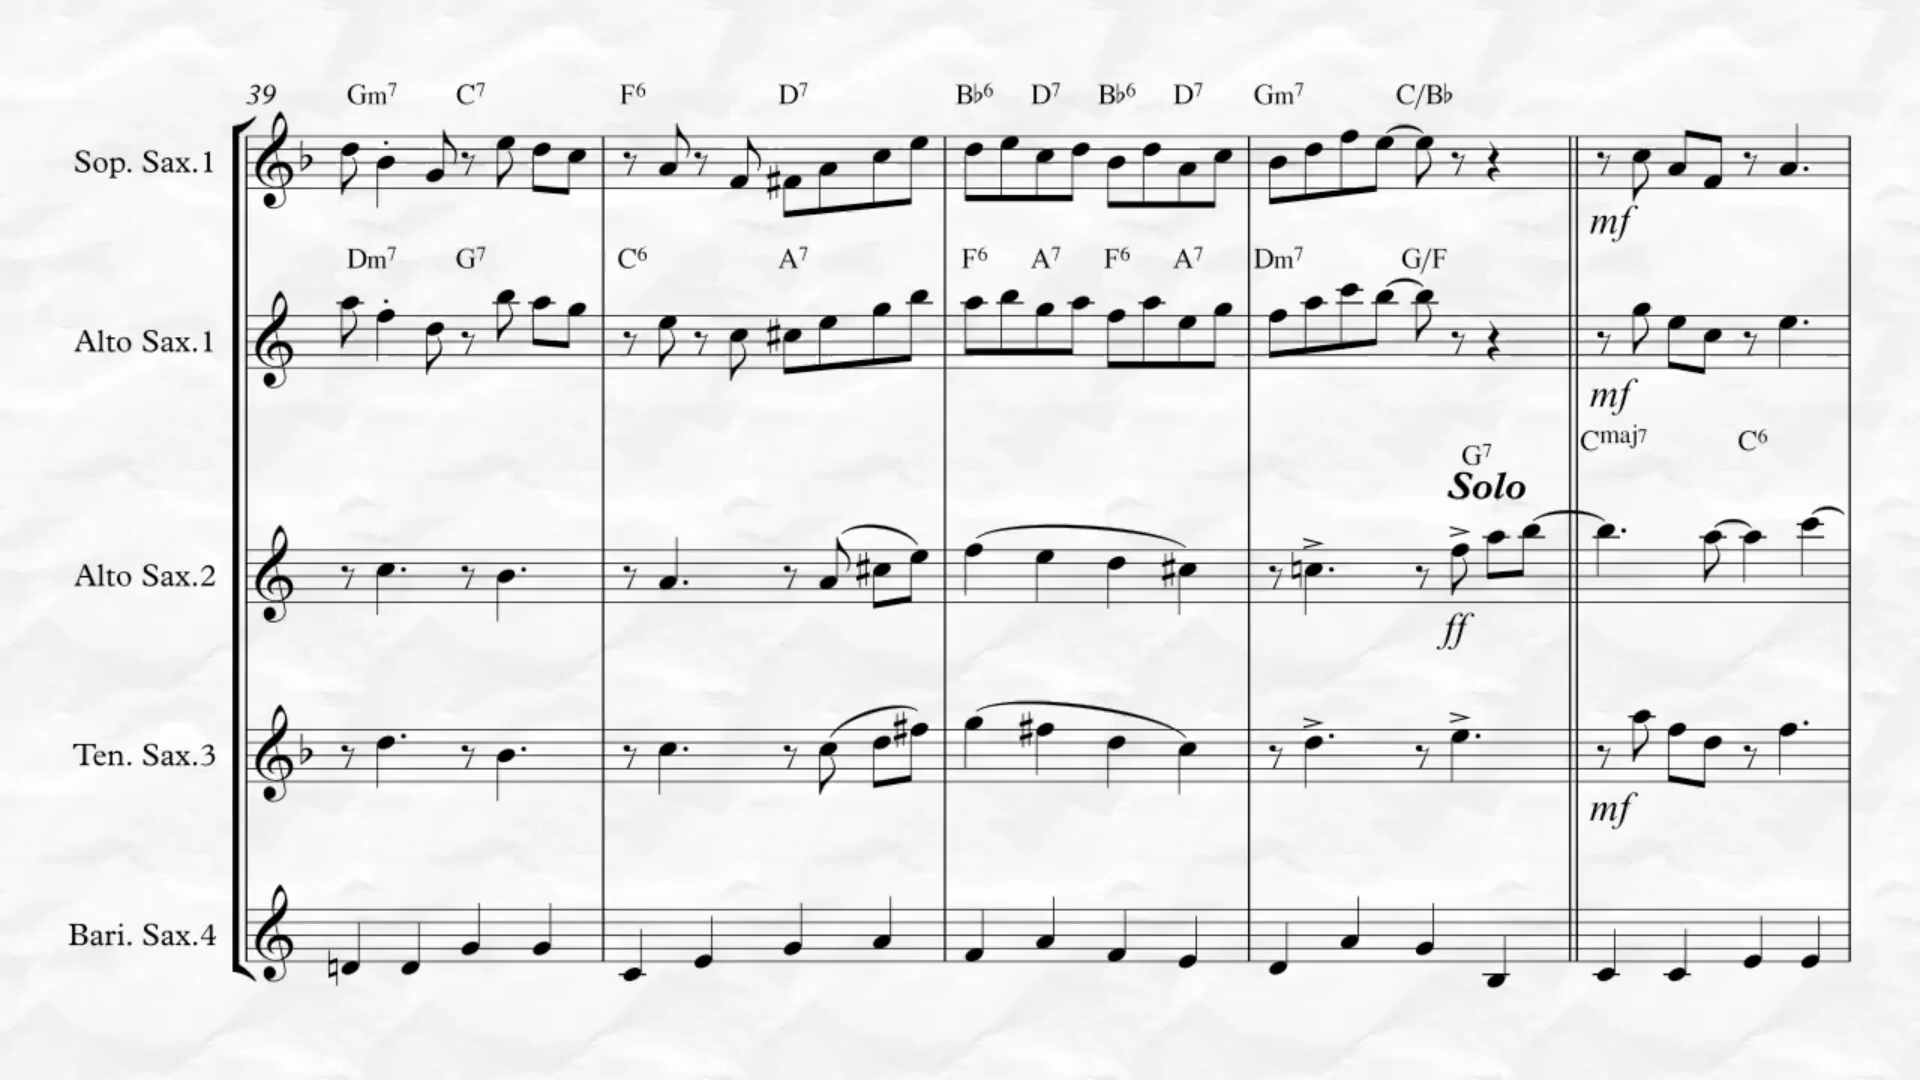 39 Gm7 C7 F6 D7 B♭6 D7 B♭6 D7 Gm7 C/B♭
Sop. Sax.1
mf
Dm7 G7 C6 A7 F6 A7 F6 A7 Dm7 G/F
Alto Sax.1
mf
G7 Cmaj7 C6
Solo
Alto Sax.2
ff
Ten. Sax.3
mf
Bari. Sax.4